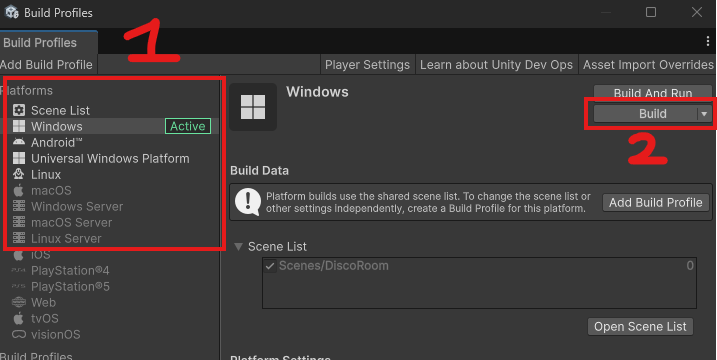 Build Profiles
1
Build Profiles
Add Build Profile
Player Settings
Learn about Unity Dev Ops
Asset Import Overrides
Platforms
Scene List
Windows
Active
Android™
Universal Windows Platform
Linux
macOS
Windows Server
macOS Server
Linux Server
iOS
PlayStation®4
PlayStation®5
Web
tvOS
visionOS
Build Profiles
Windows
Build And Run
Build
2
Build Data
Platform builds use the shared scene list. To change the scene list or
other settings independently, create a Build Profile for this platform.
Add Build Profile
Scene List
Scenes/DiscoRoom
0
Open Scene List
Platform Settings